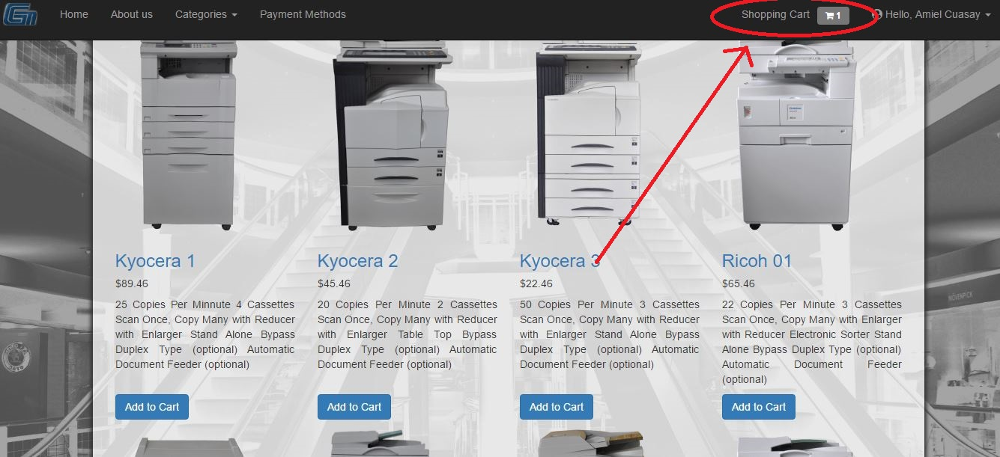 Home About us Categories Payment Methods Shopping Cart 1 Hello, Amiel Cuasay
Kyocera 1
$89.46
25 Copies Per Minnute 4 Cassettes
Scan Once, Copy Many with Reducer
with Enlarger Stand Alone Bypass
Duplex Type (optional) Automatic
Document Feeder (optional)
Add to Cart
Kyocera 2
$45.46
20 Copies Per Minute 2 Cassettes
Scan Once, Copy Many with Reducer
with Enlarger Table Top Bypass
Duplex Type (optional) Automatic
Document Feeder (optional)
Add to Cart
Kyocera 3
$22.46
50 Copies Per Minute 3 Cassettes
Scan Once, Copy Many with Reducer
with Enlarger Stand Alone Bypass
Duplex Type (optional) Automatic
Document Feeder (optional)
Add to Cart
Ricoh 01
$65.46
22 Copies Per Minute 3 Cassettes
Scan Once, Copy Many with Enlarger
with Reducer Electronic Sorter Stand
Alone Bypass Duplex Type (optional)
Automatic Document Feeder
(optional)
Add to Cart
MÖVENPICK